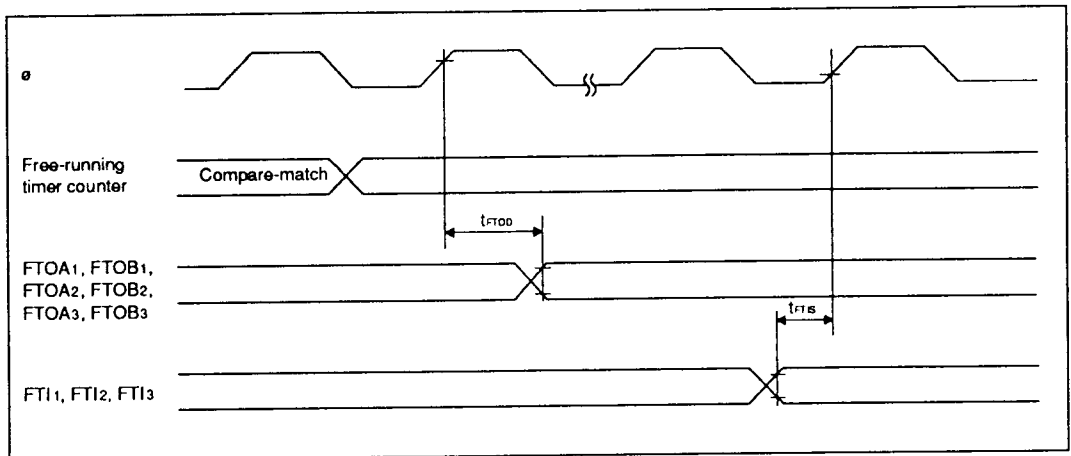 ø
Free-running
timer counter
Compare-match
tFTOD
FTOA1, FTOB1,
FTOA2, FTOB2,
FTOA3, FTOB3
tFTIS
FTI1, FTI2, FTI3